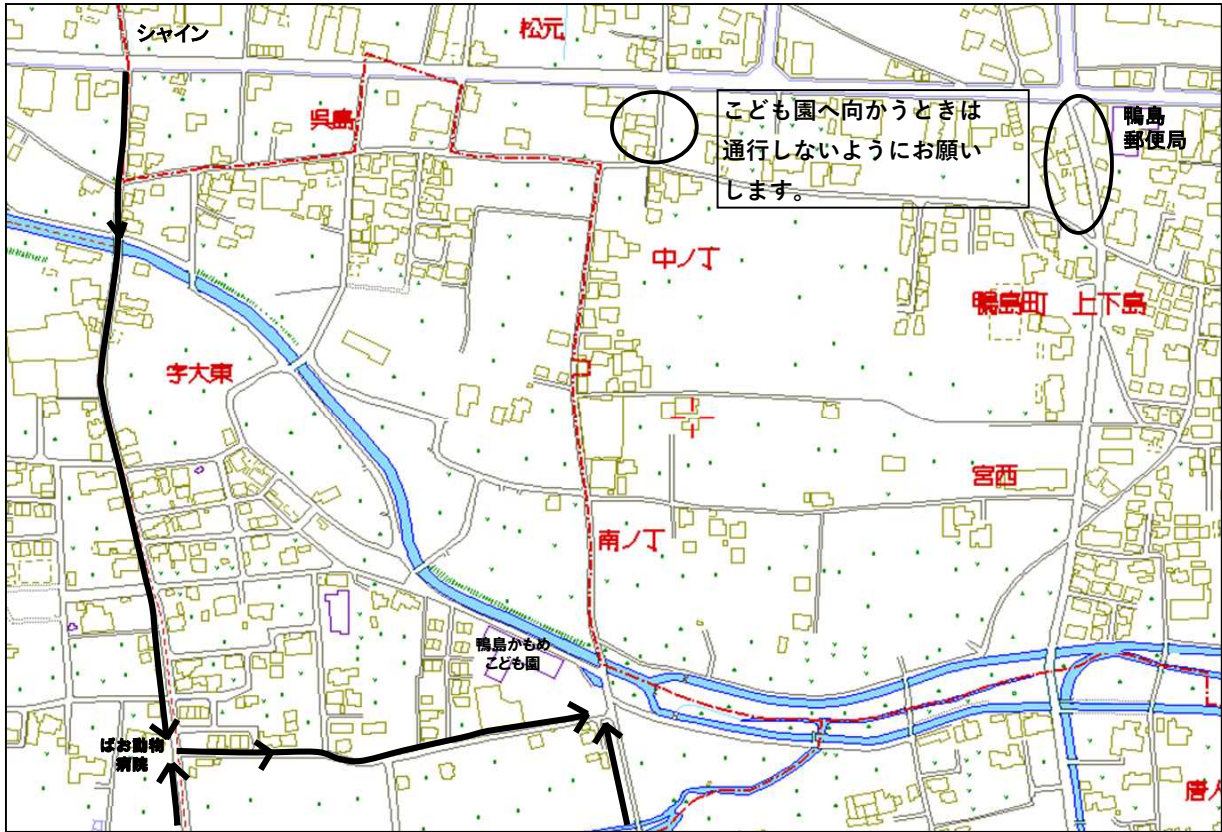 シャイン
松元
呉島
こども園へ向かうときは
通行しないようにお願い
します。
鴨島
郵便局
中ノ丁
鴨島町 上下島
字大東
宮西
南ノ丁
鴨島かもめ
こども園
ぱお動物
病院
唐人